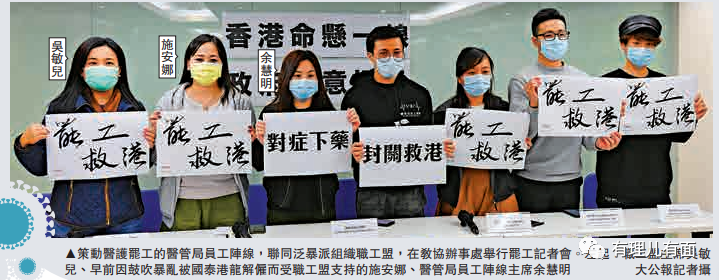 香港命懸一線
吳敏兒
施安娜
余慧明
罷工
救港
罷工
救港
對症下藥
封關救港
罷工
救港
罷工
救港
罷工
救港
▲策動醫護罷工的醫管局員工陣線，聯同泛暴派組織職工盟，在教協辦事處舉行罷工記者會。
有理儿有面
敏
兒、早前因鼓吹暴亂被國泰港龍解僱而受職工盟支持的施安娜、醫管局員工陣線主席余慧明 大公報記者攝